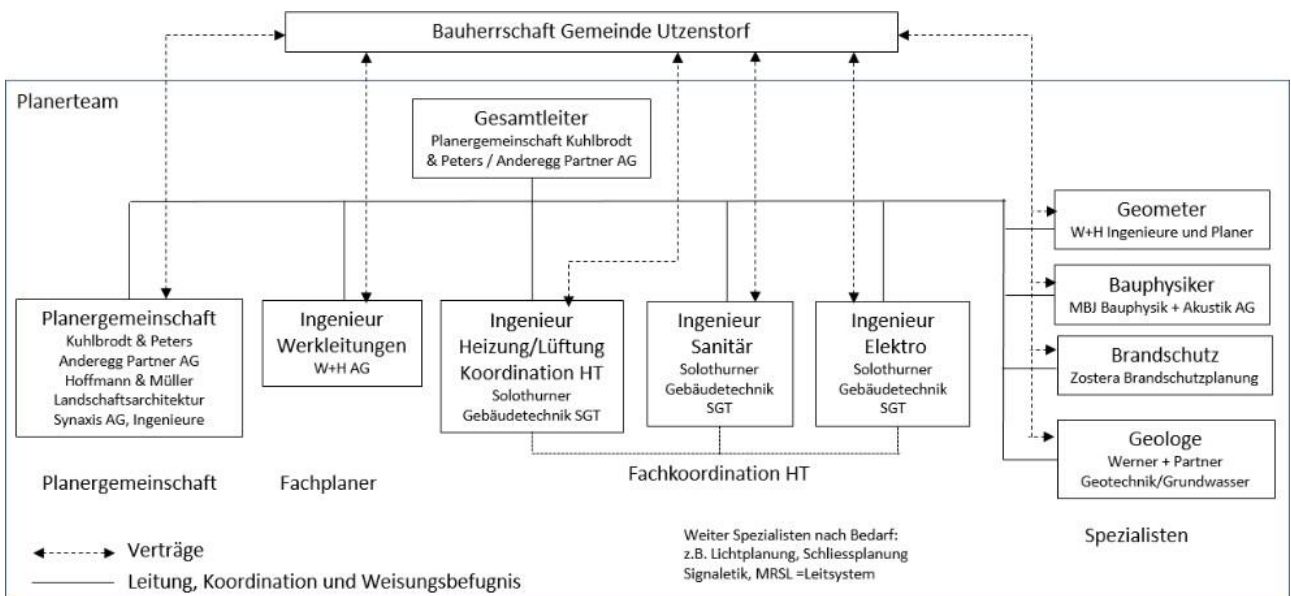 Bauherrschaft Gemeinde Utzenstorf
Planerteam
Gesamtleiter
Planergemeinschaft Kuhlbrodt
& Peters / Anderegg Partner AG
Geometer
W+H Ingenieure und Planer
Bauphysiker
MBJ Bauphysik + Akustik AG
Brandschutz
Zostera Brandschutzplanung
Geologe
Werner + Partner
Geotechnik/Grundwasser
Planergemeinschaft
Kuhlbrodt & Peters
Anderegg Partner AG
Hoffmann & Müller
Landschaftsarchitektur
Synaxis AG, Ingenieure
Ingenieur
Werkleitungen
W+H AG
Ingenieur
Heizung/Lüftung
Koordination HT
Solothurner
Gebäudetechnik SGT
Ingenieur
Sanitär
Solothurner
Gebäudetechnik
SGT
Ingenieur
Elektro
Solothurner
Gebäudetechnik
SGT
Planergemeinschaft
Fachplaner
Fachkoordination HT
Spezialisten
Weiter Spezialisten nach Bedarf:
z.B. Lichtplanung, Schliessplanung
Signaletik, MRSL =Leitsystem
Verträge
Leitung, Koordination und Weisungsbefugnis